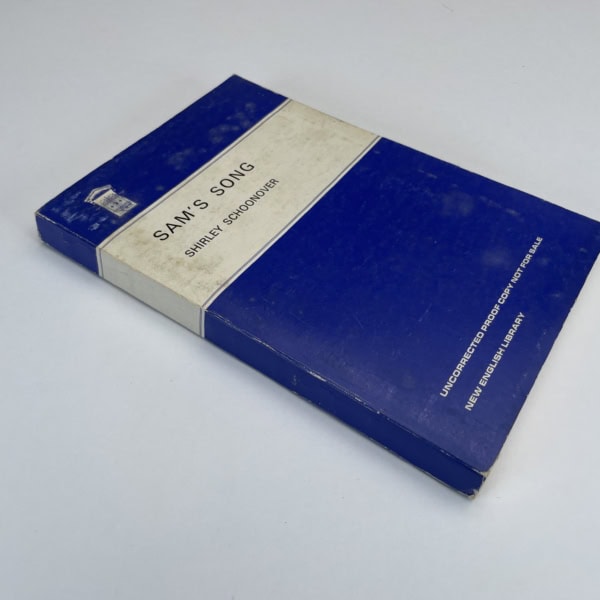 SAM'S SONG
SHIRLEY SCHOONOVER
UNCORRECTED PROOF COPY NOT FOR SALE
NEW ENGLISH LIBRARY